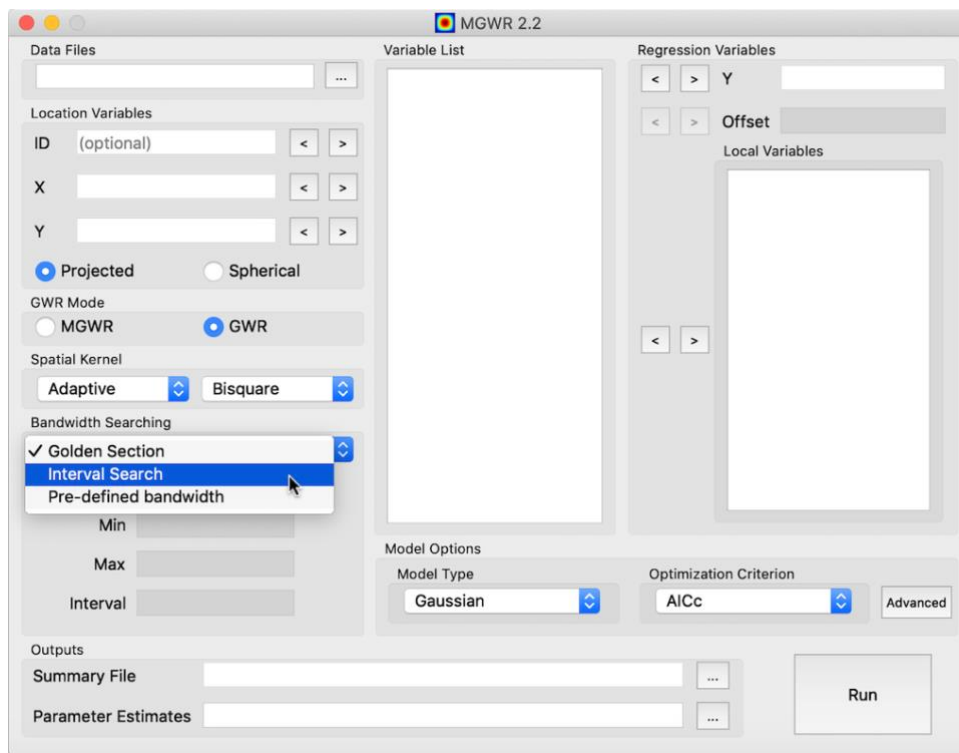 MGWR 2.2
Data Files
...
Location Variables
ID (optional) < >
X < >
Y < >
Projected Spherical
GWR Mode
MGWR GWR
Spatial Kernel
Adaptive Bisquare
Bandwidth Searching
✓ Golden Section
Interval Search
Pre-defined bandwidth
Min
Max
Interval
Variable List
Regression Variables
< > Y
< > Offset
Local Variables
< >
Model Options
Model Type
Gaussian
Optimization Criterion
AICc
Advanced
Outputs
Summary File ...
Parameter Estimates ...
Run